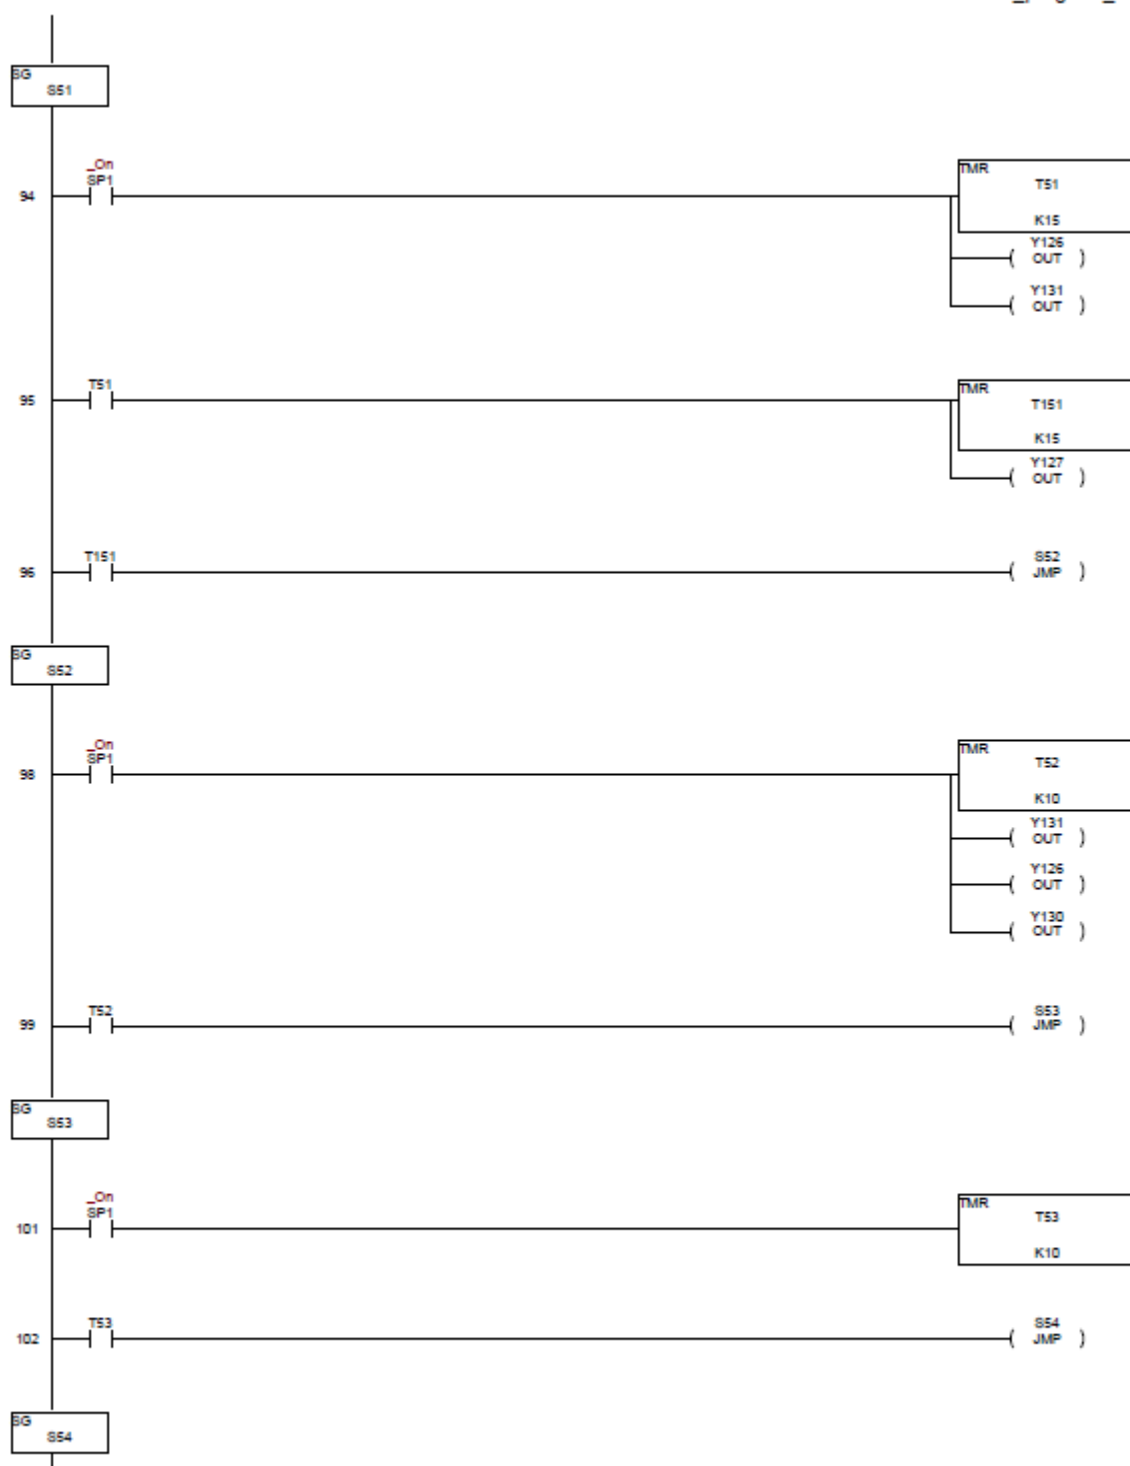 SG
S51
_On
SP1
94
TMR
T51
K15
Y126
( OUT )
Y131
( OUT )
T51
95
TMR
T151
K15
Y127
( OUT )
T151
96
S52
( JMP )
SG
S52
_On
SP1
98
TMR
T52
K10
Y131
( OUT )
Y126
( OUT )
Y130
( OUT )
T52
99
S53
( JMP )
SG
S53
_On
SP1
101
TMR
T53
K10
T53
102
S54
( JMP )
SG
S54